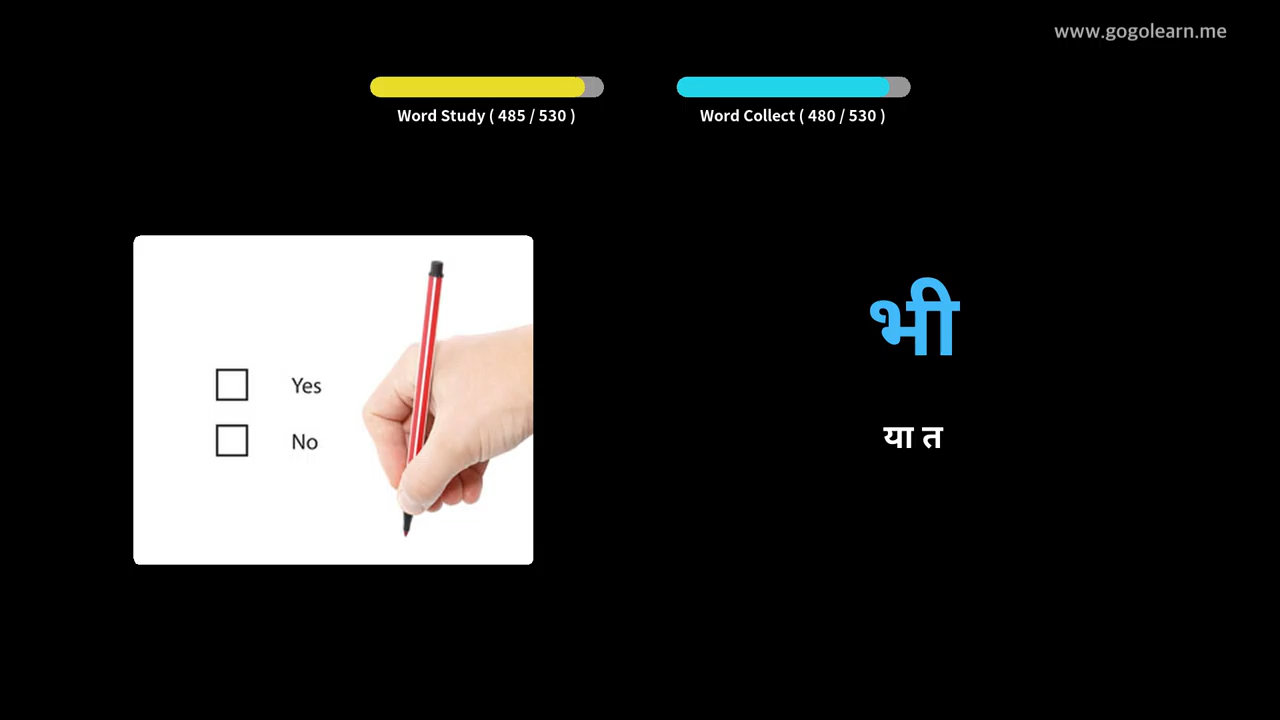 www.gogolearn.me
Word Study ( 485 / 530 )
Word Collect ( 480 / 530 )
Yes
No
भी
या त